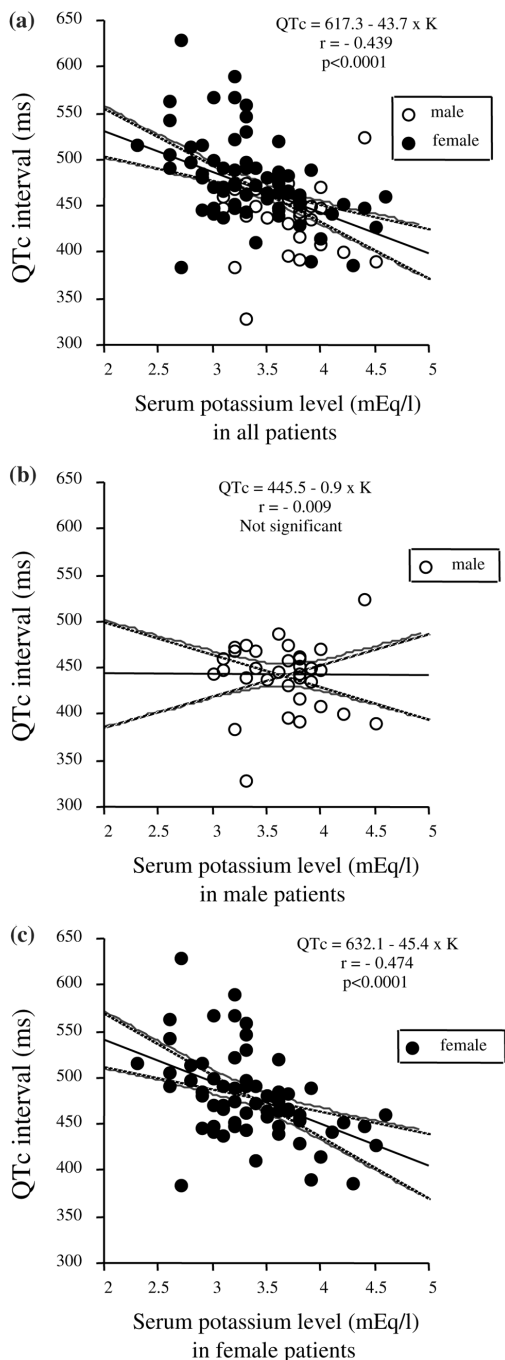 (a)
QTc = 617.3 - 43.7 x K
r = - 0.439
p<0.0001
male
female
QTc interval (ms)
650
600
550
500
450
400
350
300
2 2.5 3 3.5 4 4.5 5
Serum potassium level (mEq/l)
in all patients
(b)
QTc = 445.5 - 0.9 x K
r = - 0.009
Not significant
male
QTc interval (ms)
650
600
550
500
450
400
350
300
2 2.5 3 3.5 4 4.5 5
Serum potassium level (mEq/l)
in male patients
(c)
QTc = 632.1 - 45.4 x K
r = - 0.474
p<0.0001
female
QTc interval (ms)
650
600
550
500
450
400
350
300
2 2.5 3 3.5 4 4.5 5
Serum potassium level (mEq/l)
in female patients